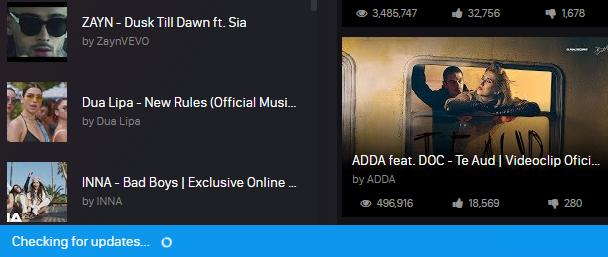 ZAYN - Dusk Till Dawn ft. Sia
by ZaynVEVO
Dua Lipa - New Rules (Official Musi...
by Dua Lipa
INNA - Bad Boys | Exclusive Online ...
by INNA
3,485,747 32,756 1,678
TE AUD
ADDA feat. DOC - Te Aud | Videoclip Ofici...
by ADDA
496,916 18,569 280
Checking for updates...